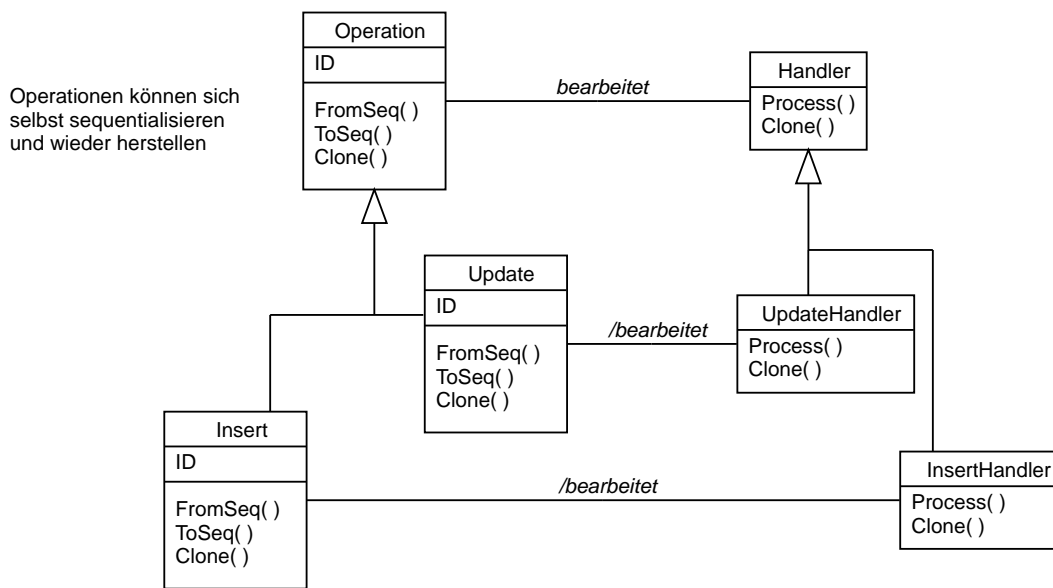 Operation
ID
FromSeq( )
ToSeq( )
Clone( )
Operationen können sich
selbst sequentialisieren
und wieder herstellen
bearbeitet
Handler
Process( )
Clone( )
Update
ID
FromSeq( )
ToSeq( )
Clone( )
/bearbeitet
UpdateHandler
Process( )
Clone( )
Insert
ID
FromSeq( )
ToSeq( )
Clone( )
/bearbeitet
InsertHandler
Process( )
Clone( )